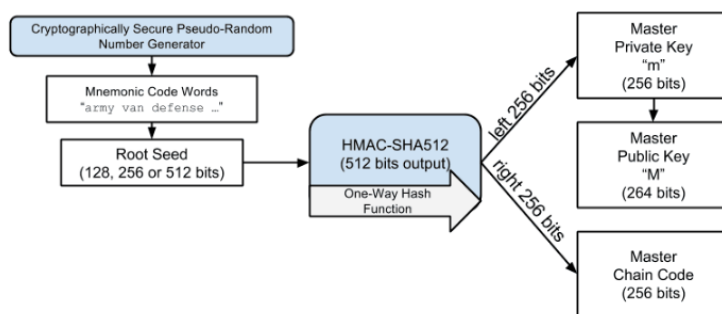 Cryptographically Secure Pseudo-Random
Number Generator
Mnemonic Code Words
“army van defense …”
Root Seed
(128, 256 or 512 bits)
HMAC-SHA512
(512 bits output)
One-Way Hash
Function
left 256 bits
right 256 bits
Master
Private Key
“m”
(256 bits)
Master
Public Key
“M”
(264 bits)
Master
Chain Code
(256 bits)